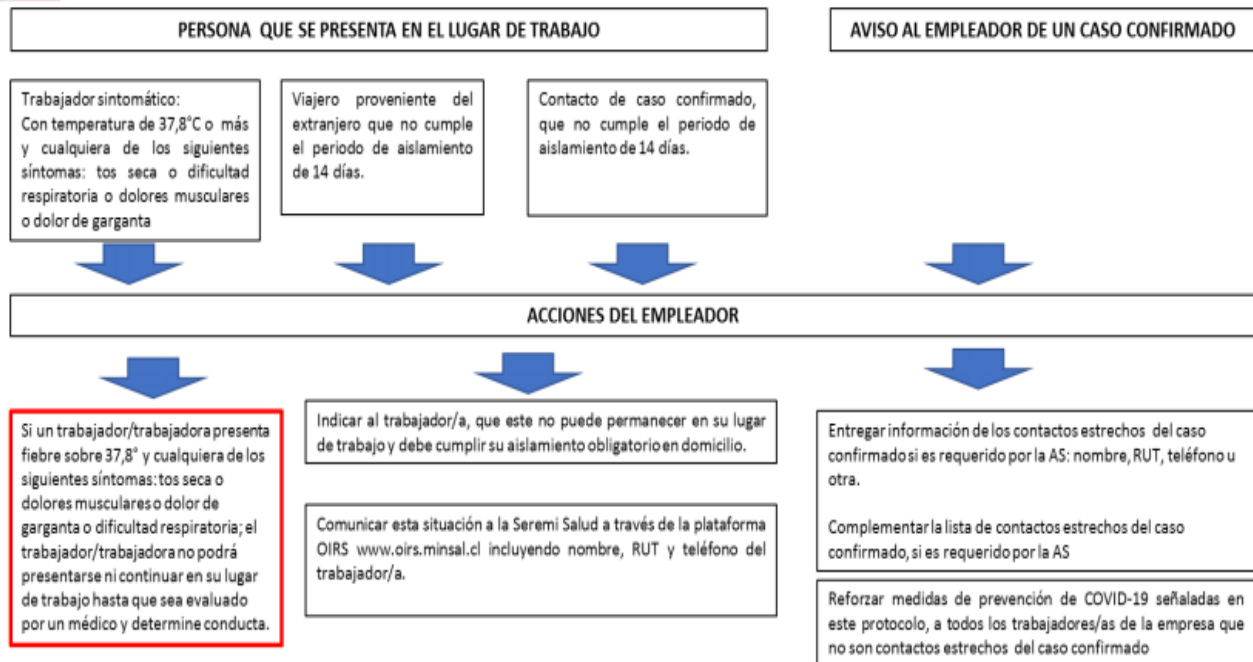 PERSONA QUE SE PRESENTA EN EL LUGAR DE TRABAJO
AVISO AL EMPLEADOR DE UN CASO CONFIRMADO
Trabajador sintomático:
Con temperatura de 37,8°C o más
y cualquiera de los siguientes
síntomas: tos seca o dificultad
respiratoria o dolores musculares
o dolor de garganta
Viajero proveniente del
extranjero que no cumple
el periodo de aislamiento
de 14 días.
Contacto de caso confirmado,
que no cumple el periodo de
aislamiento de 14 días.
ACCIONES DEL EMPLEADOR
Si un trabajador/trabajadora presenta
fiebre sobre 37,8° y cualquiera de los
siguientes síntomas: tos seca o
dolores musculares o dolor de
garganta o dificultad respiratoria; el
trabajador/trabajadora no podrá
presentarse ni continuar en su lugar
de trabajo hasta que sea evaluado
por un médico y determine conducta.
Indicar al trabajador/a, que este no puede permanecer en su lugar
de trabajo y debe cumplir su aislamiento obligatorio en domicilio.
Comunicar esta situación a la Seremi Salud a través de la plataforma
OIRS www.oirs.minsal.cl incluyendo nombre, RUT y teléfono del
trabajador/a.
Entregar información de los contactos estrechos del caso
confirmado si es requerido por la AS: nombre, RUT, teléfono u
otra.
Complementar la lista de contactos estrechos del caso
confirmado, si es requerido por la AS
Reforzar medidas de prevención de COVID-19 señaladas en
este protocolo, a todos los trabajadores/as de la empresa que
no son contactos estrechos del caso confirmado